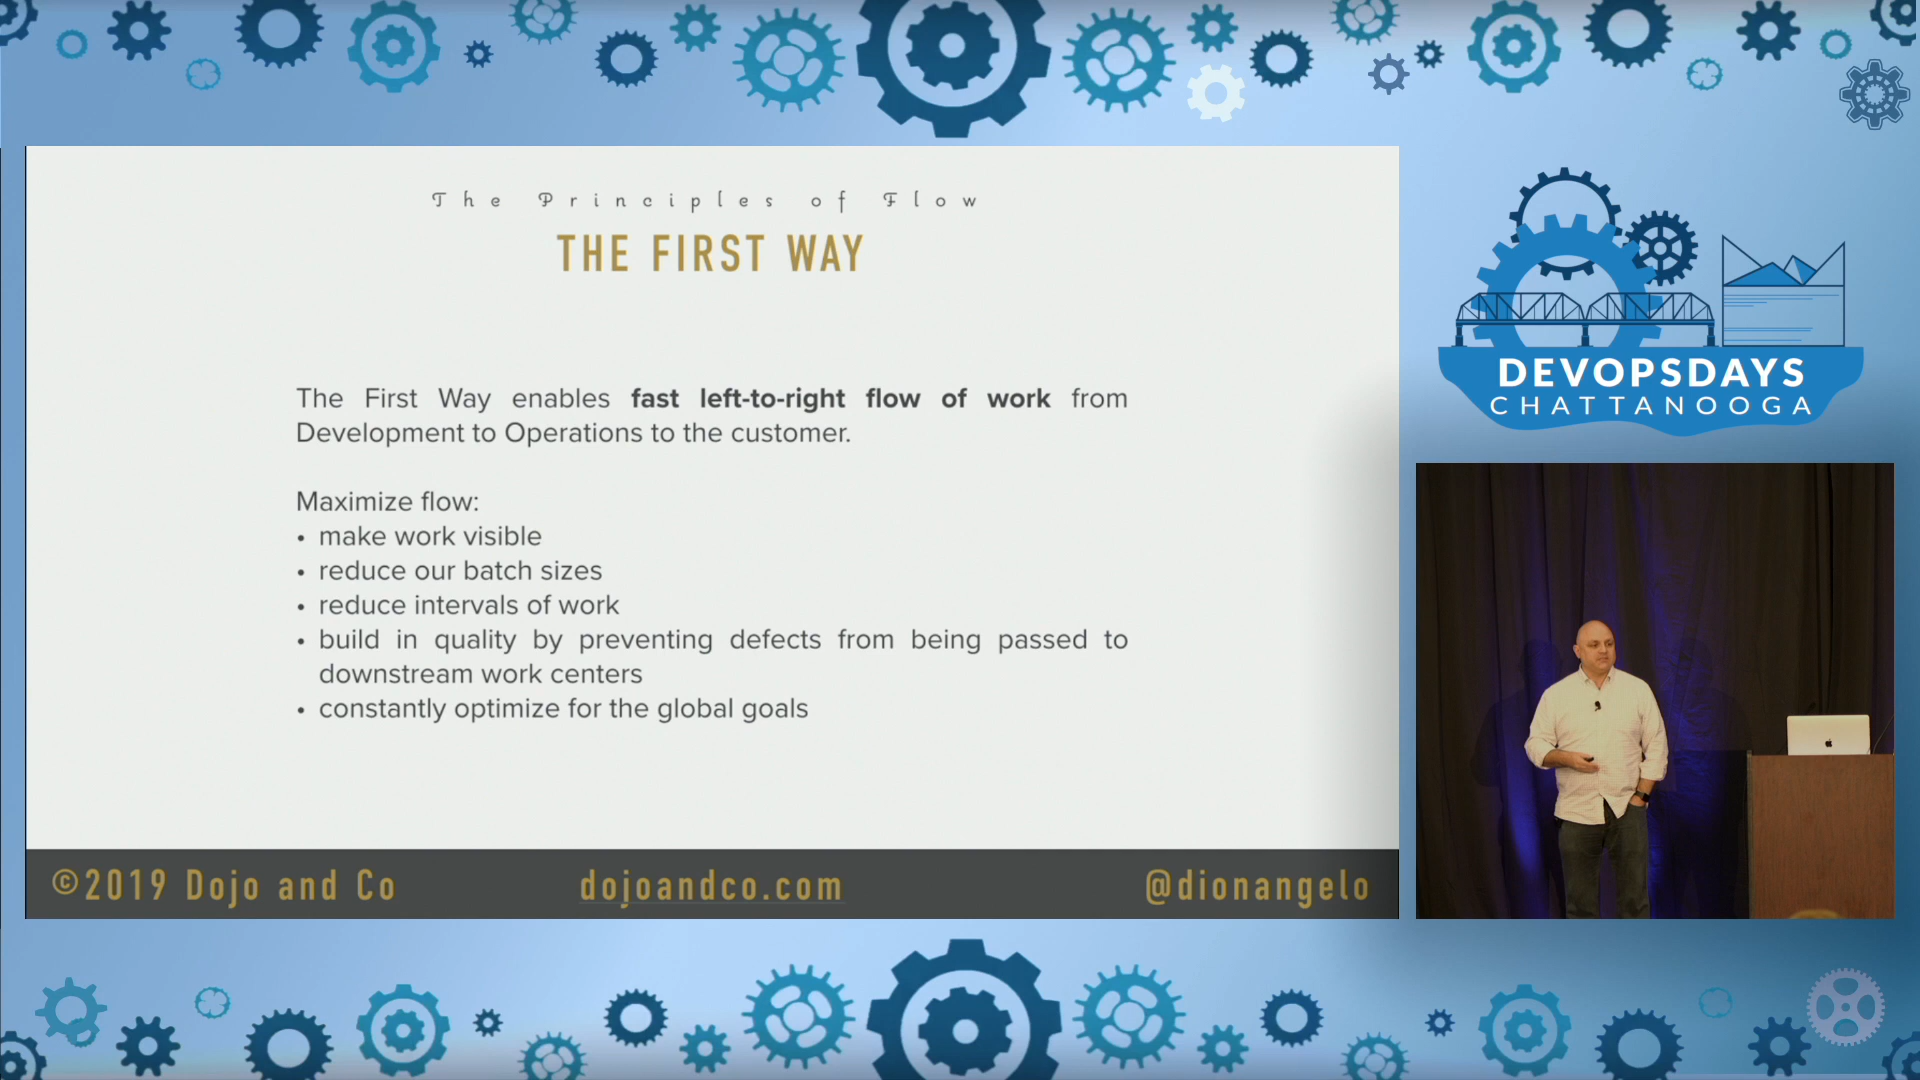 The Principles of Flow
THE FIRST WAY
The First Way enables fast left-to-right flow of work from
Development to Operations to the customer.
Maximize flow:
• make work visible
• reduce our batch sizes
• reduce intervals of work
• build in quality by preventing defects from being passed to
downstream work centers
• constantly optimize for the global goals
©2019 Dojo and Co
dojoandco.com
@dionangelo
DEVOPSDAYS
CHATTANOOGA